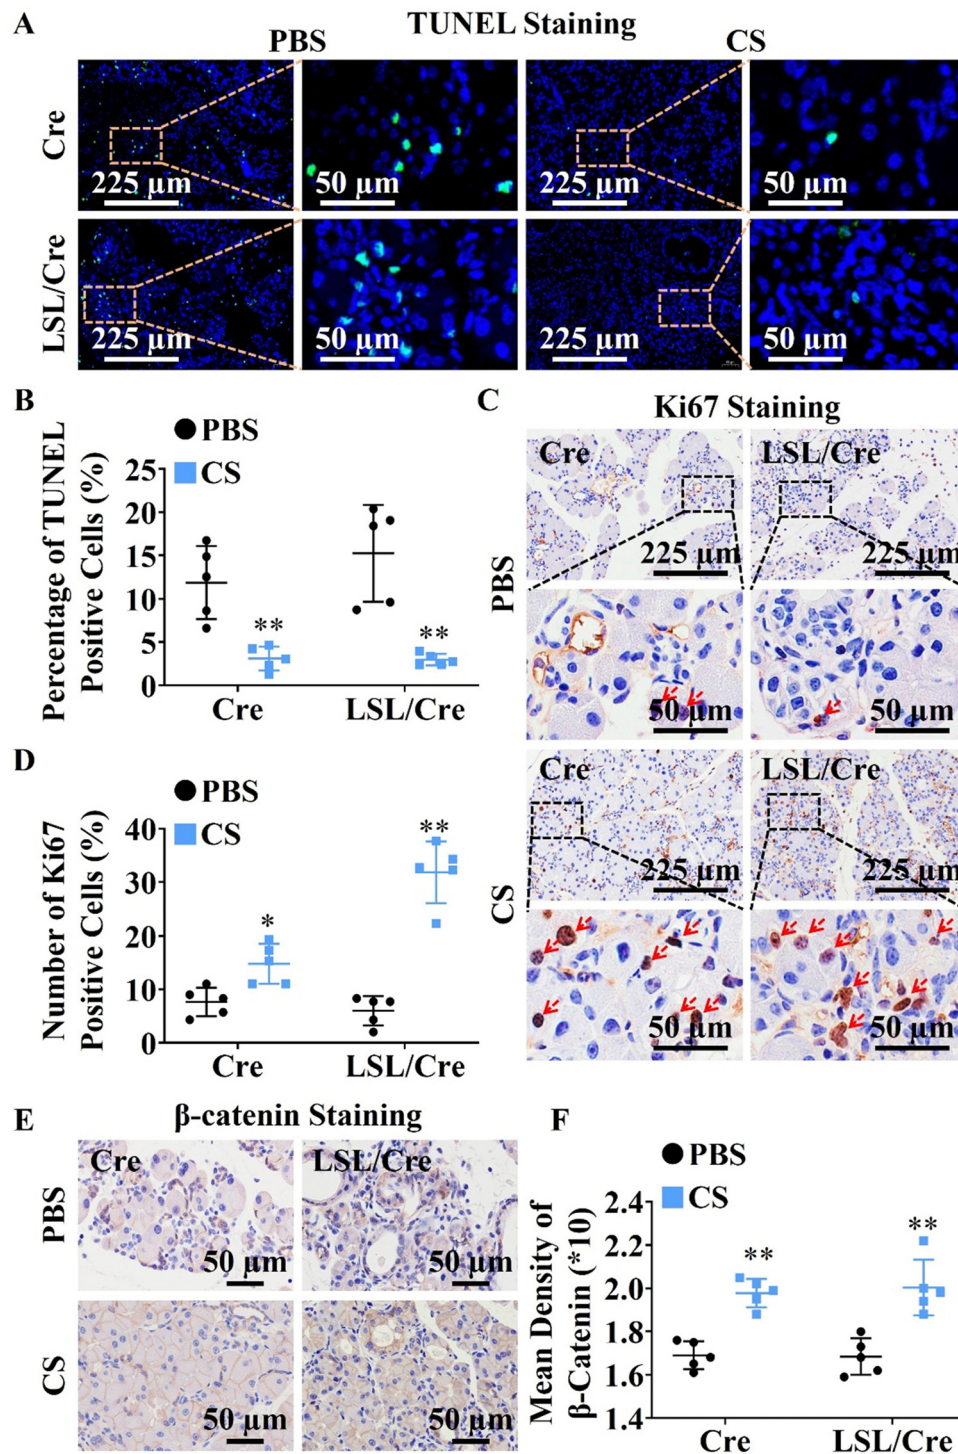 A
TUNEL Staining
PBS
CS
Cre
225 μm
50 μm
225 μm
50 μm
LSL/Cre
225 μm
50 μm
225 μm
50 μm
B
PBS
CS
Percentage of TUNEL
Positive Cells (%)
25
20
15
10
5
0
**
**
Cre
LSL/Cre
C
Ki67 Staining
PBS
Cre
LSL/Cre
225 μm
225 μm
50 μm
50 μm
CS
Cre
LSL/Cre
225 μm
225 μm
50 μm
50 μm
D
PBS
CS
Number of Ki67
Positive Cells (%)
40
30
20
10
0
*
**
Cre
LSL/Cre
E
β-catenin Staining
PBS
Cre
LSL/Cre
50 μm
50 μm
CS
50 μm
50 μm
F
PBS
CS
Mean Density of
β-Catenin (*10)
2.4
2.2
2.0
1.8
1.6
1.4
**
**
Cre
LSL/Cre